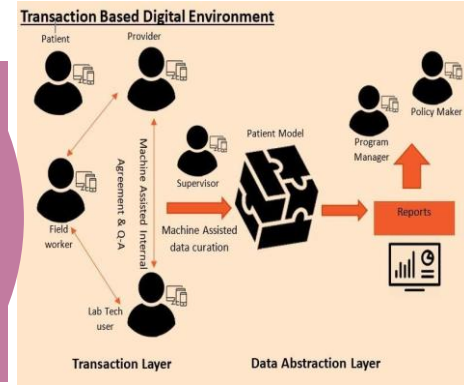 Transaction Based Digital Environment
Patient
Provider
Policy Maker
Program
Manager
Patient Model
Supervisor
Machine Assisted Internal
Agreement & Q-A
Field
worker
Machine Assisted
data curation
Reports
Lab Tech
user
Transaction Layer
Data Abstraction Layer